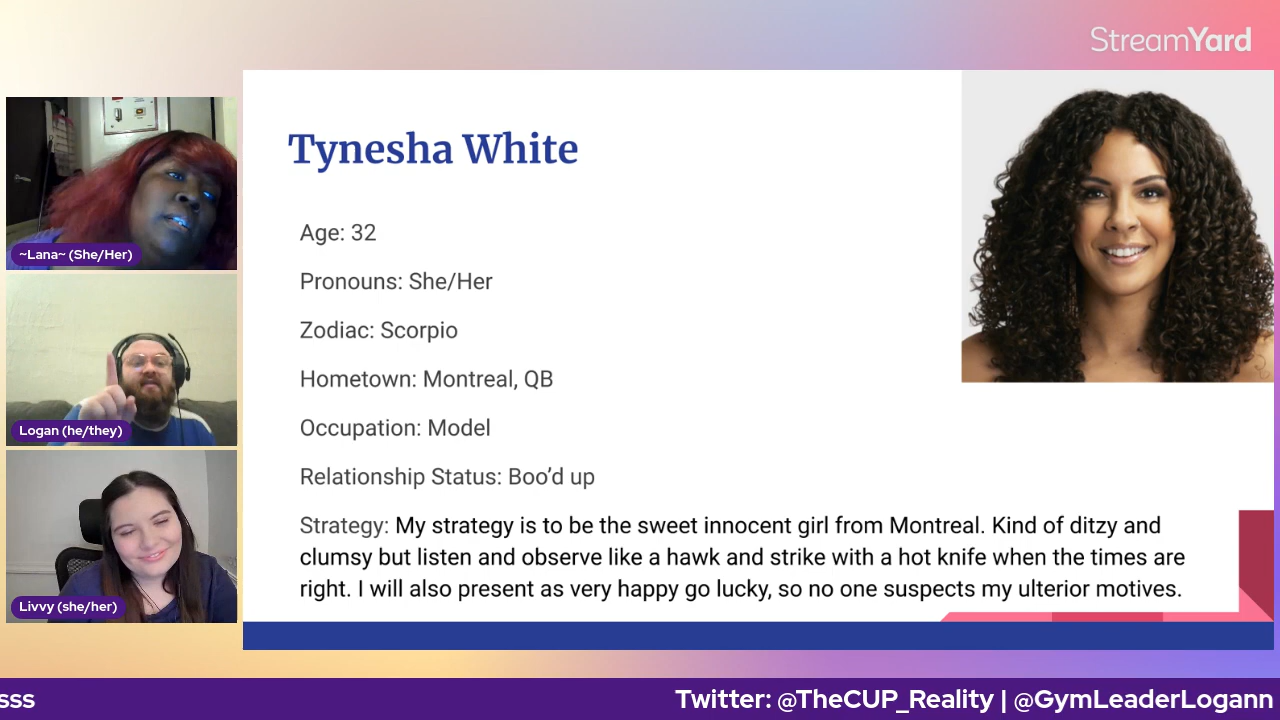 StreamYard
Tynesha White
Age: 32
Pronouns: She/Her
Zodiac: Scorpio
Hometown: Montreal, QB
Occupation: Model
Relationship Status: Boo’d up
Strategy: My strategy is to be the sweet innocent girl from Montreal. Kind of ditzy and
clumsy but listen and observe like a hawk and strike with a hot knife when the times are
right. I will also present as very happy go lucky, so no one suspects my ulterior motives.
~Lana~ (She/Her)
Logan (he/they)
Livvy (she/her)
sss
Twitter: @TheCUP_Reality | @GymLeaderLogann